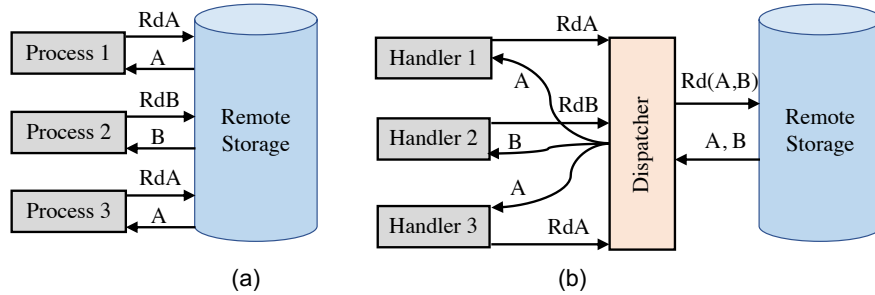 RdA
Process 1
A
RdB
Process 2
B
RdA
Process 3
A
Remote
Storage
(a)
RdA
Handler 1
A
RdB
Handler 2
B
A
Handler 3
RdA
Dispatcher
Rd(A,B)
A, B
Remote
Storage
(b)